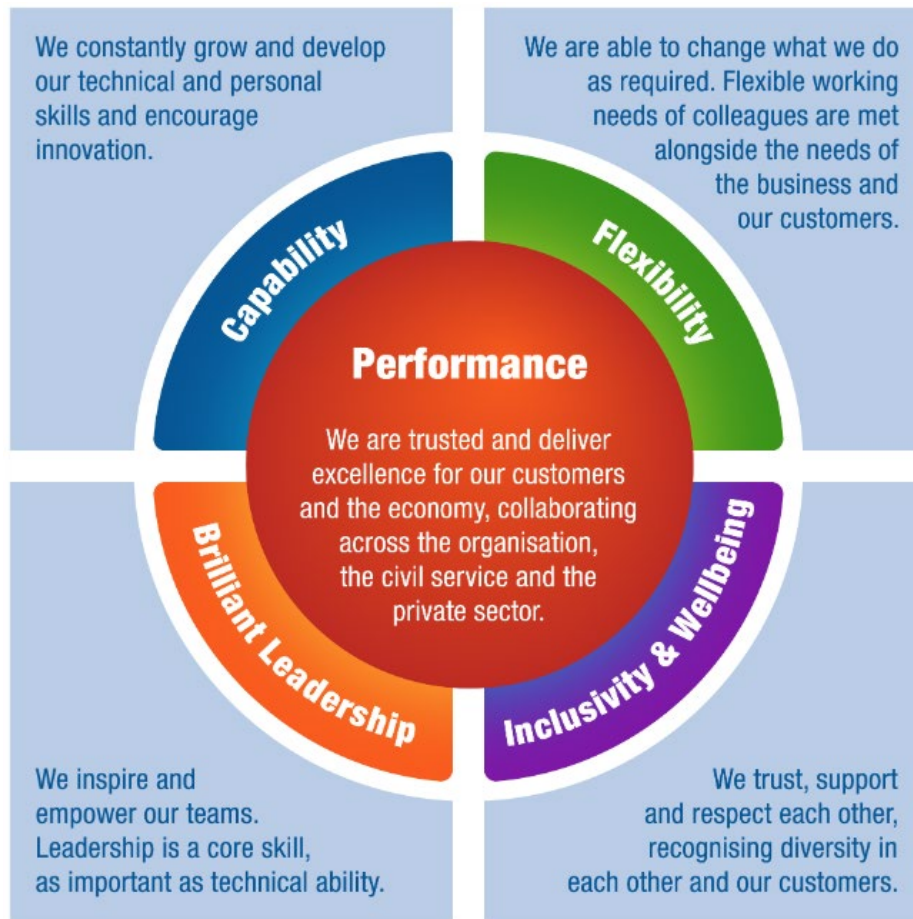 We constantly grow and develop
our technical and personal
skills and encourage
innovation.
We are able to change what we do
as required. Flexible working
needs of colleagues are met
alongside the needs of
the business and
our customers.
Capability
Flexibility
Performance
We are trusted and deliver
excellence for our customers
and the economy, collaborating
across the organisation,
the civil service and the
private sector.
Brilliant Leadership
Inclusivity & Wellbeing
We inspire and
empower our teams.
Leadership is a core skill,
as important as technical ability.
We trust, support
and respect each other,
recognising diversity in
each other and our customers.